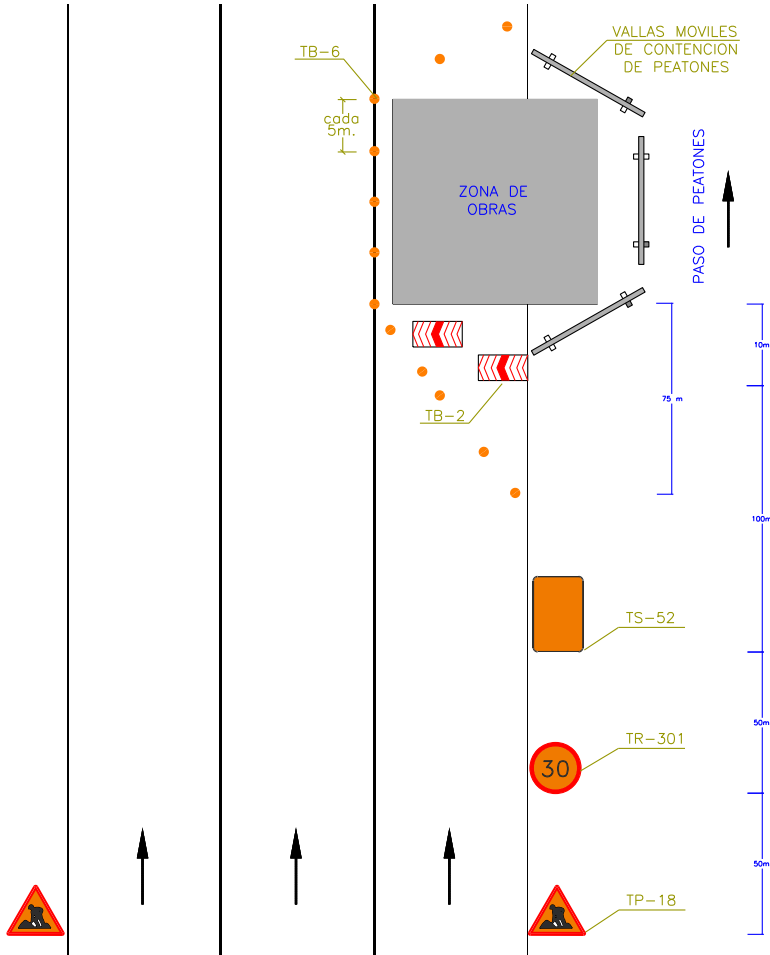 VALLAS MOVILES
DE CONTENCION
DE PEATONES
TB-6
cada
5m.
ZONA DE
OBRAS
PASO DE PEATONES
10m
75 m
TB-2
100m
TS-52
50m
TR-301
30
50m
TP-18